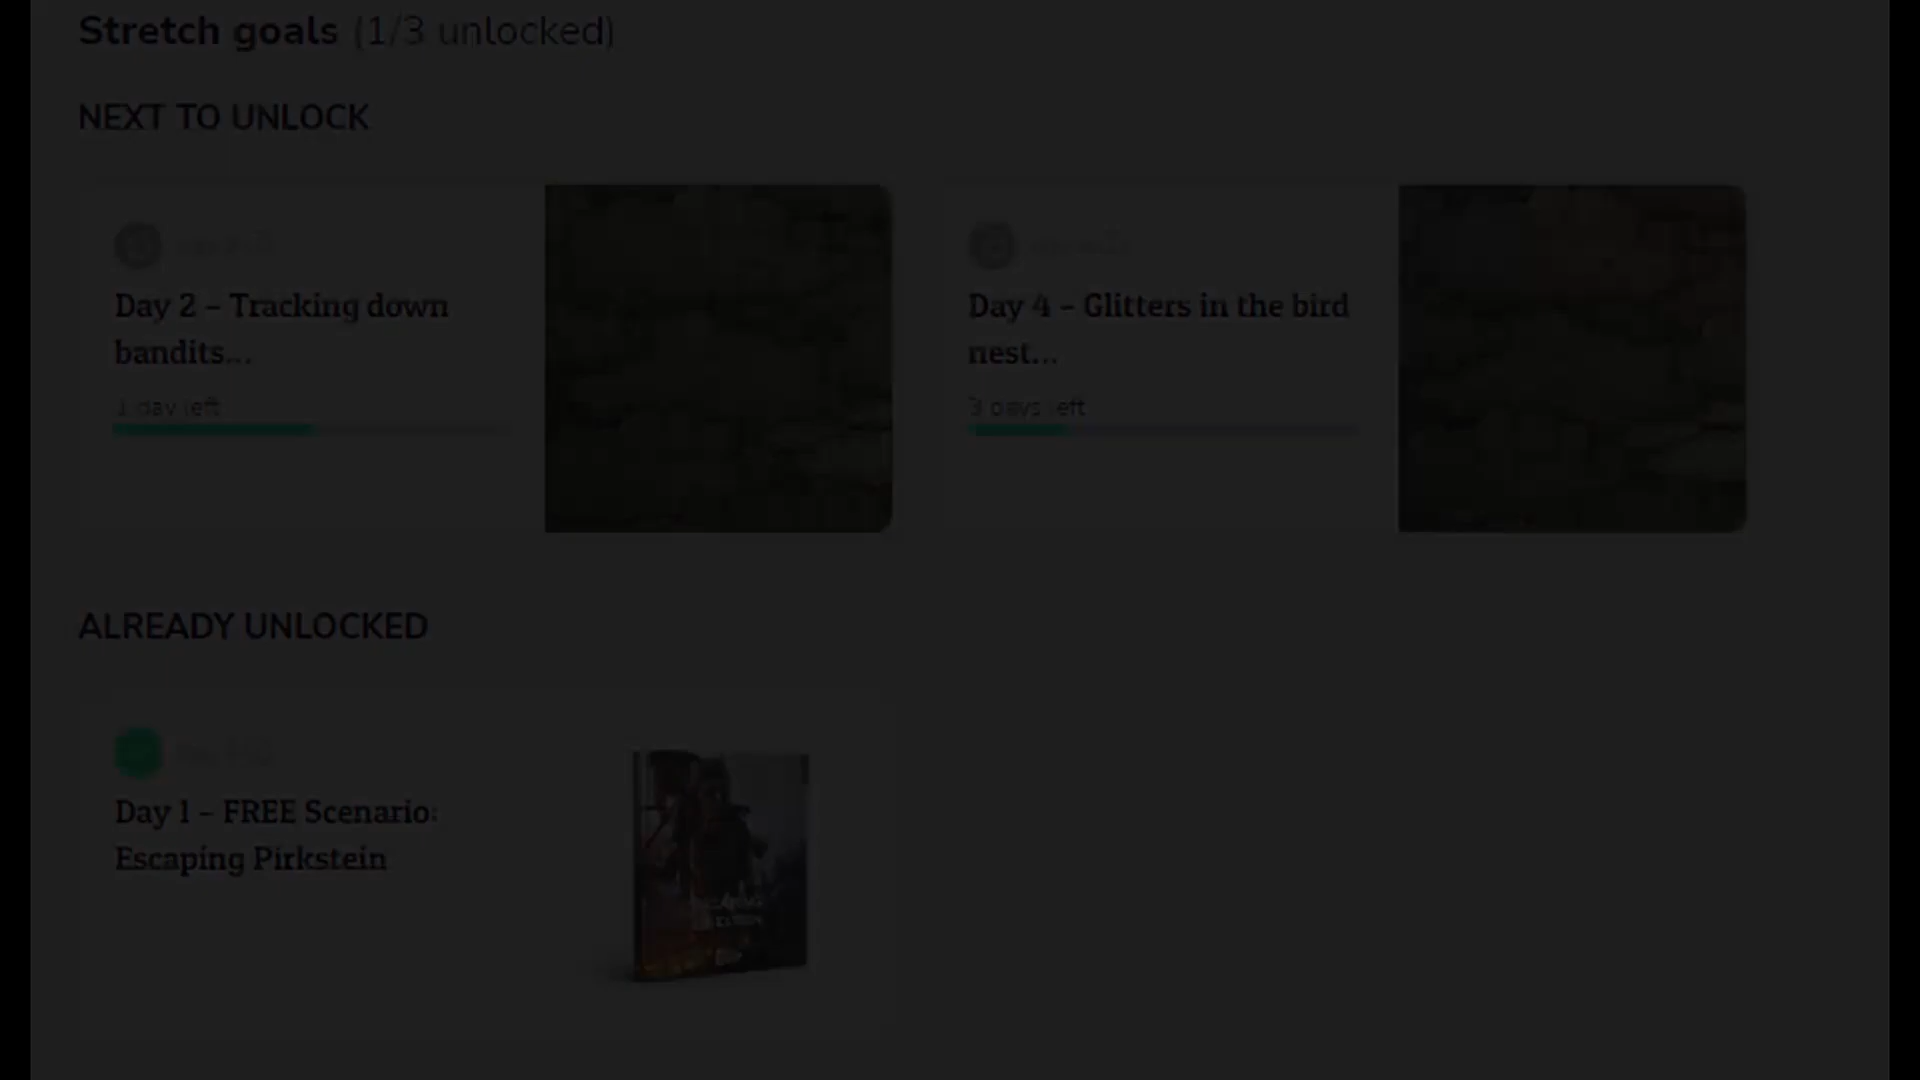 Stretch goals (1/3 unlocked)
NEXT TO UNLOCK
Day 2 – Tracking down
bandits...
1 day left
Day 4 – Glitters in the bird
nest...
3 days left
ALREADY UNLOCKED
Day 1 – FREE Scenario:
Escaping Pirkstein